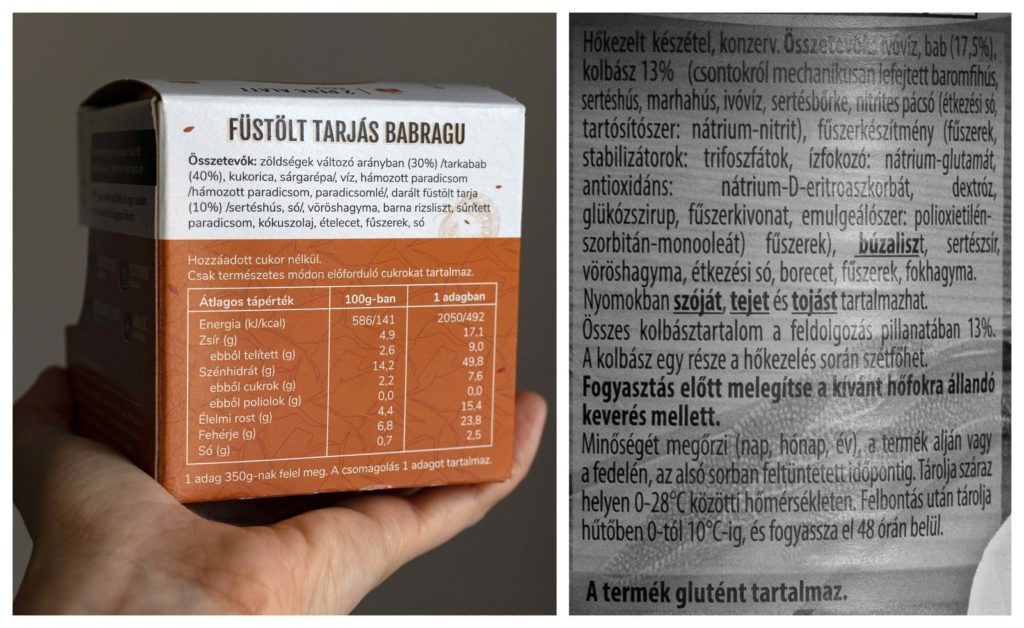 2 PERC ALATT
FÜSTÖLT TARJÁS BABRAGU
Összetevők: zöldségek változó arányban (30%) /tarkabab
(40%), kukorica, sárgarépa/, víz, hámozott paradicsom
/hámozott paradicsom, paradicsomlé/, darált füstölt tarja
(10%) /sertéshús, só/, vöröshagyma, barna rizsliszt, sűrített
paradicsom, kókuszolaj, ételecet, fűszerek, só
Hozzáadott cukor nélkül.
Csak természetes módon előforduló cukrokat tartalmaz.
Átlagos tápérték 100g-ban 1 adagban
Energia (kJ/kcal) 586/141 2050/492
Zsír (g) 4,9 17,1
ebből telített (g) 2,6 9,0
Szénhidrát (g) 14,2 49,8
ebből cukrok (g) 2,2 7,6
ebből poliolok (g) 0,0 0,0
Élelmi rost (g) 4,4 15,4
Fehérje (g) 6,8 23,8
Só (g) 0,7 2,5
1 adag 350g-nak felel meg. A csomagolás 1 adagot tartalmaz.
Hőkezelt készétel, konzerv. Összetevők: ivóvíz, bab (17,5%),
kolbász 13% (csontokról mechanikusan lefejtett baromfihús,
sertéshús, marhahús, ivóvíz, sertésbőrke, nitrites pácsó (étkezési só,
tartósítószer: nátrium-nitrit), fűszerkészítmény (fűszerek,
stabilizátorok: trifoszfátok, ízfokozó: nátrium-glutamát,
antioxidáns: nátrium-D-eritroaszkorbát, dextróz,
glükózszirup, fűszerkivonat, emulgeálószer: polioxietilén-
szorbitán-monooleát) fűszerek), búzaliszt, sertészsír,
vöröshagyma, étkezési só, borecet, fűszerek, fokhagyma.
Nyomokban szóját, tejet és tojást tartalmazhat.
Összes kolbásztartalom a feldolgozás pillanatában 13%.
A kolbász egy része a hőkezelés során szétfőhet.
Fogyasztás előtt melegítse a kívánt hőfokra állandó
keverés mellett.
Minőségét megőrzi (nap, hónap, év), a termék alján vagy
a fedelén, az alsó sorban feltüntetett időpontig. Tárolja száraz
helyen 0-28°C közötti hőmérsékleten. Felbontás után tárolja
hűtőben 0-tól 10°C-ig, és fogyassza el 48 órán belül.
A termék glutént tartalmaz.